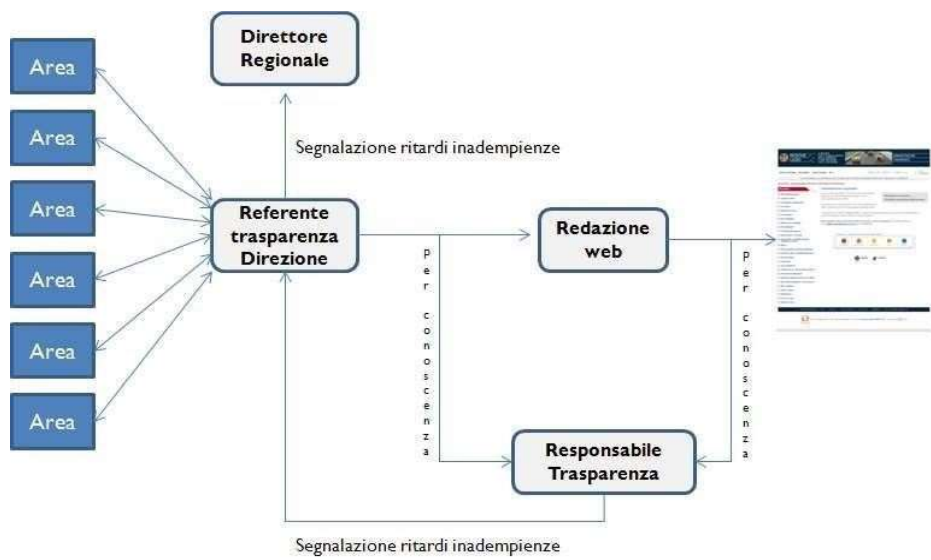 Direttore
Regionale
Area
Area
Area
Area
Area
Area
Segnalazione ritardi inadempienze
Referente
trasparenza
Direzione
Redazione
web
Per conoscenza
Per conoscenza
Responsabile
Trasparenza
Segnalazione ritardi inadempienze